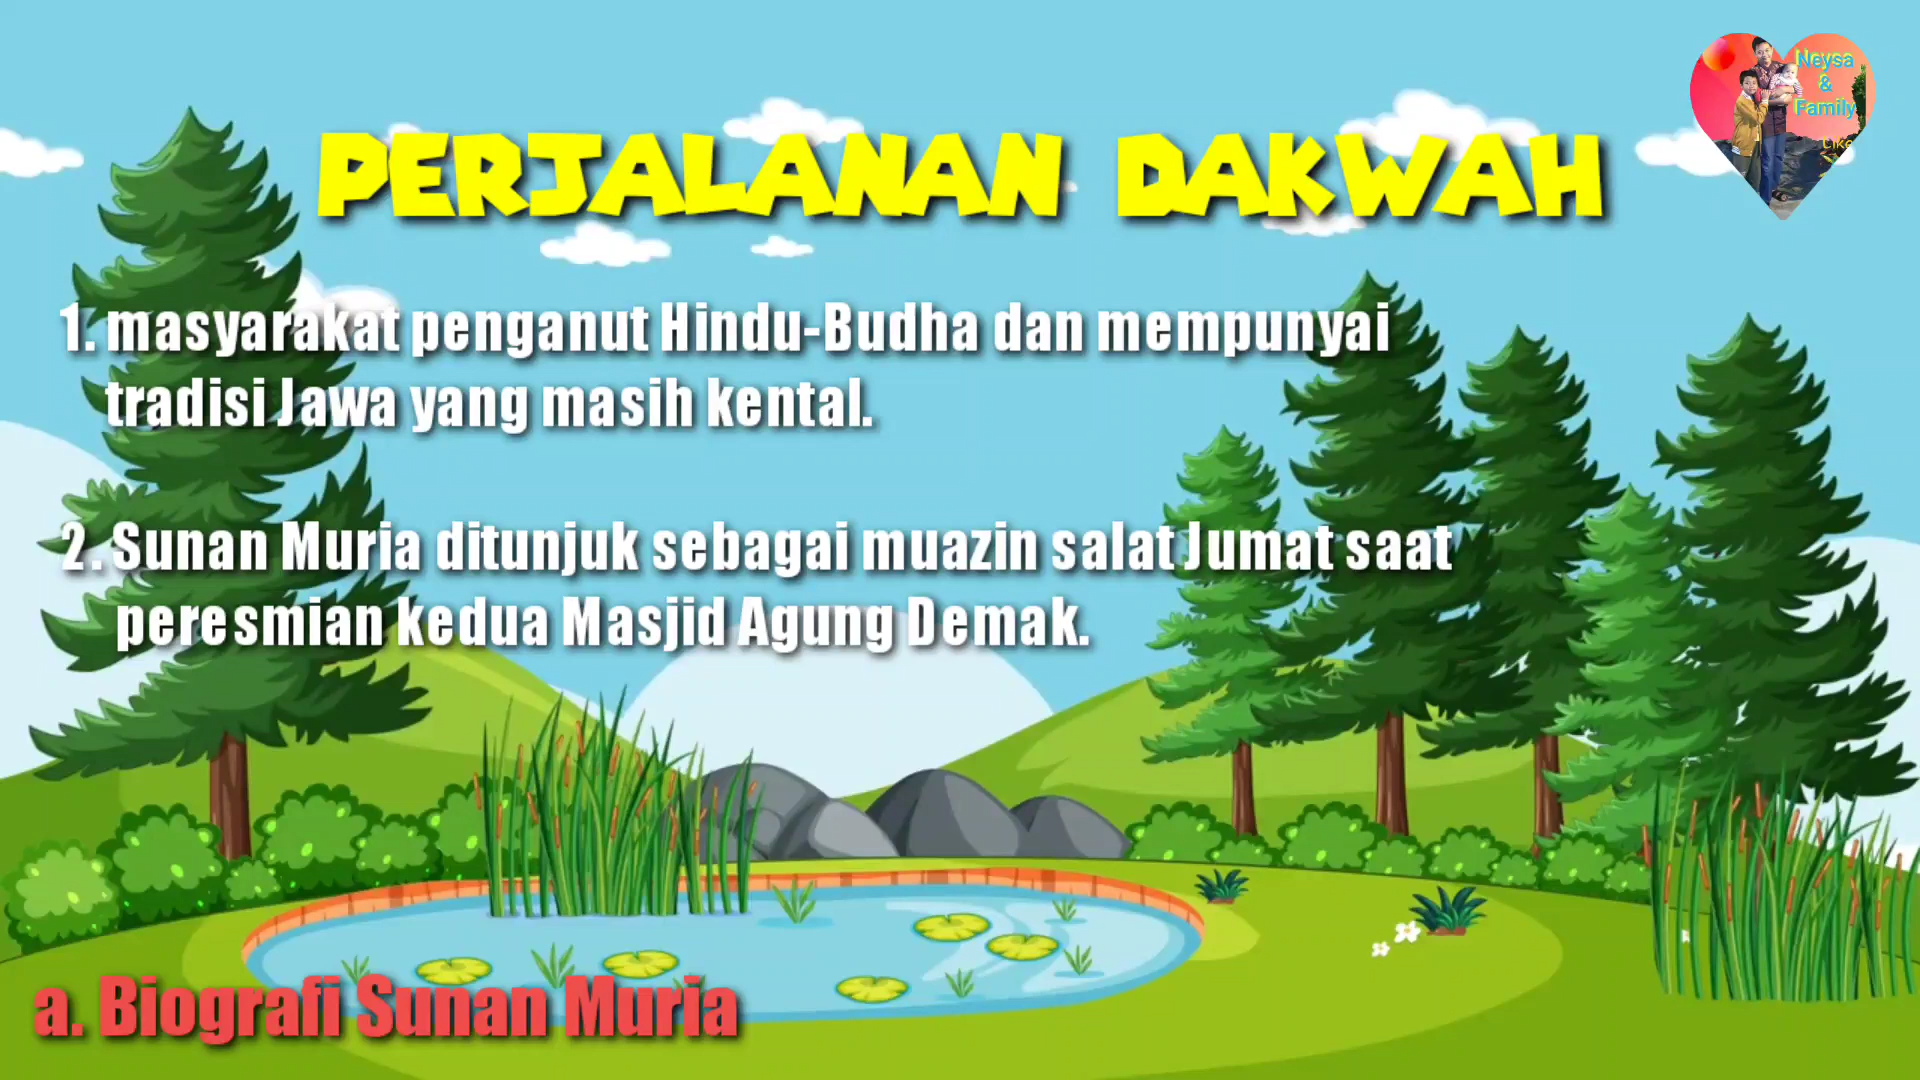 Neysa
&
Family
Like
PERJALANAN DAKWAH
1. masyarakat penganut Hindu-Budha dan mempunyai
tradisi Jawa yang masih kental.
2. Sunan Muria ditunjuk sebagai muazin salat Jumat saat
peresmian kedua Masjid Agung Demak.
a. Biografi Sunan Muria